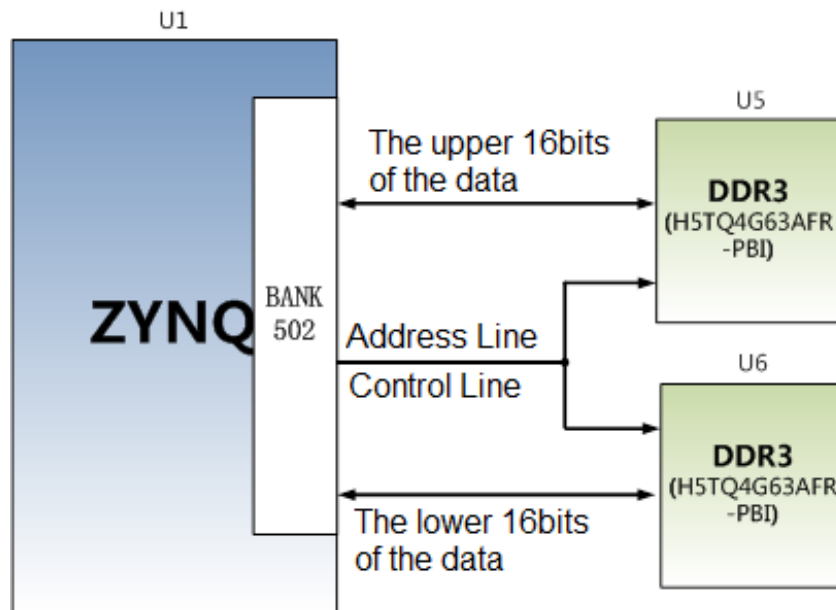 U1
U5
The upper 16bits
of the data
DDR3
(H5TQ4G63AFR
-PBI)
ZYNQ
BANK
502
Address Line
Control Line
U6
DDR3
(H5TQ4G63AFR
-PBI)
The lower 16bits
of the data